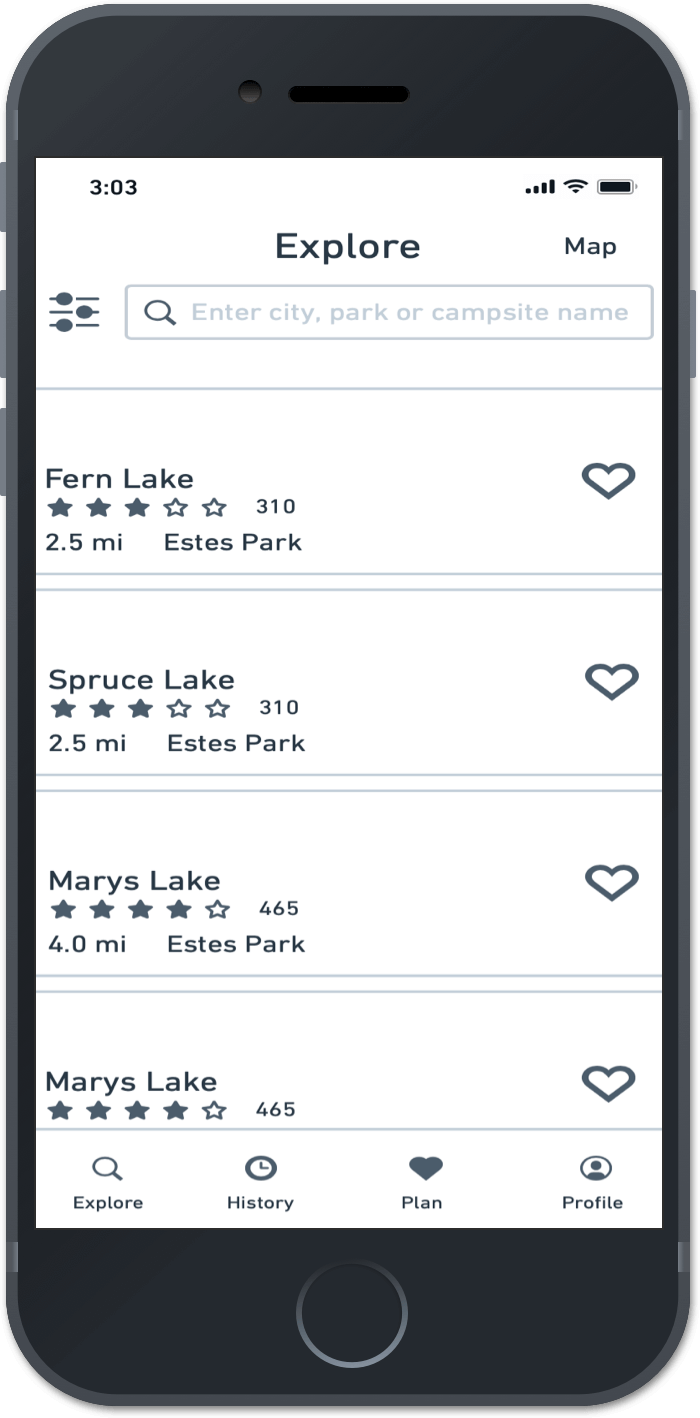 3:03
Explore Map
Enter city, park or campsite name
Fern Lake
310
2.5 mi Estes Park
Spruce Lake
310
2.5 mi Estes Park
Marys Lake
465
4.0 mi Estes Park
Marys Lake
465
Explore History Plan Profile